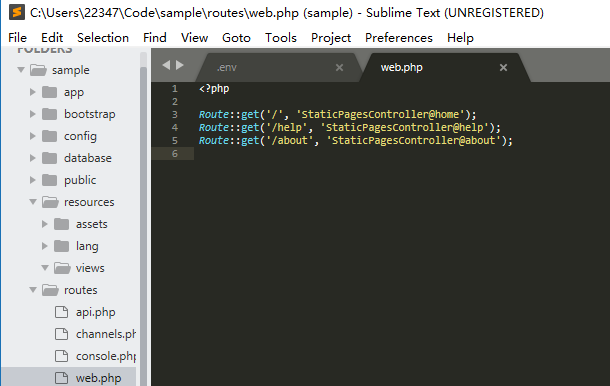 C:\Users\22347\Code\sample\routes\web.php (sample) - Sublime Text (UNREGISTERED)
File Edit Selection Find View Goto Tools Project Preferences Help
FOLDERS
sample
app
bootstrap
config
database
public
resources
assets
lang
views
routes
api.php
channels.ph
console.php
web.php
.env
web.php
1 <?php
2
3 Route::get('/', 'StaticPagesController@home');
4 Route::get('/help', 'StaticPagesController@help');
5 Route::get('/about', 'StaticPagesController@about');
6